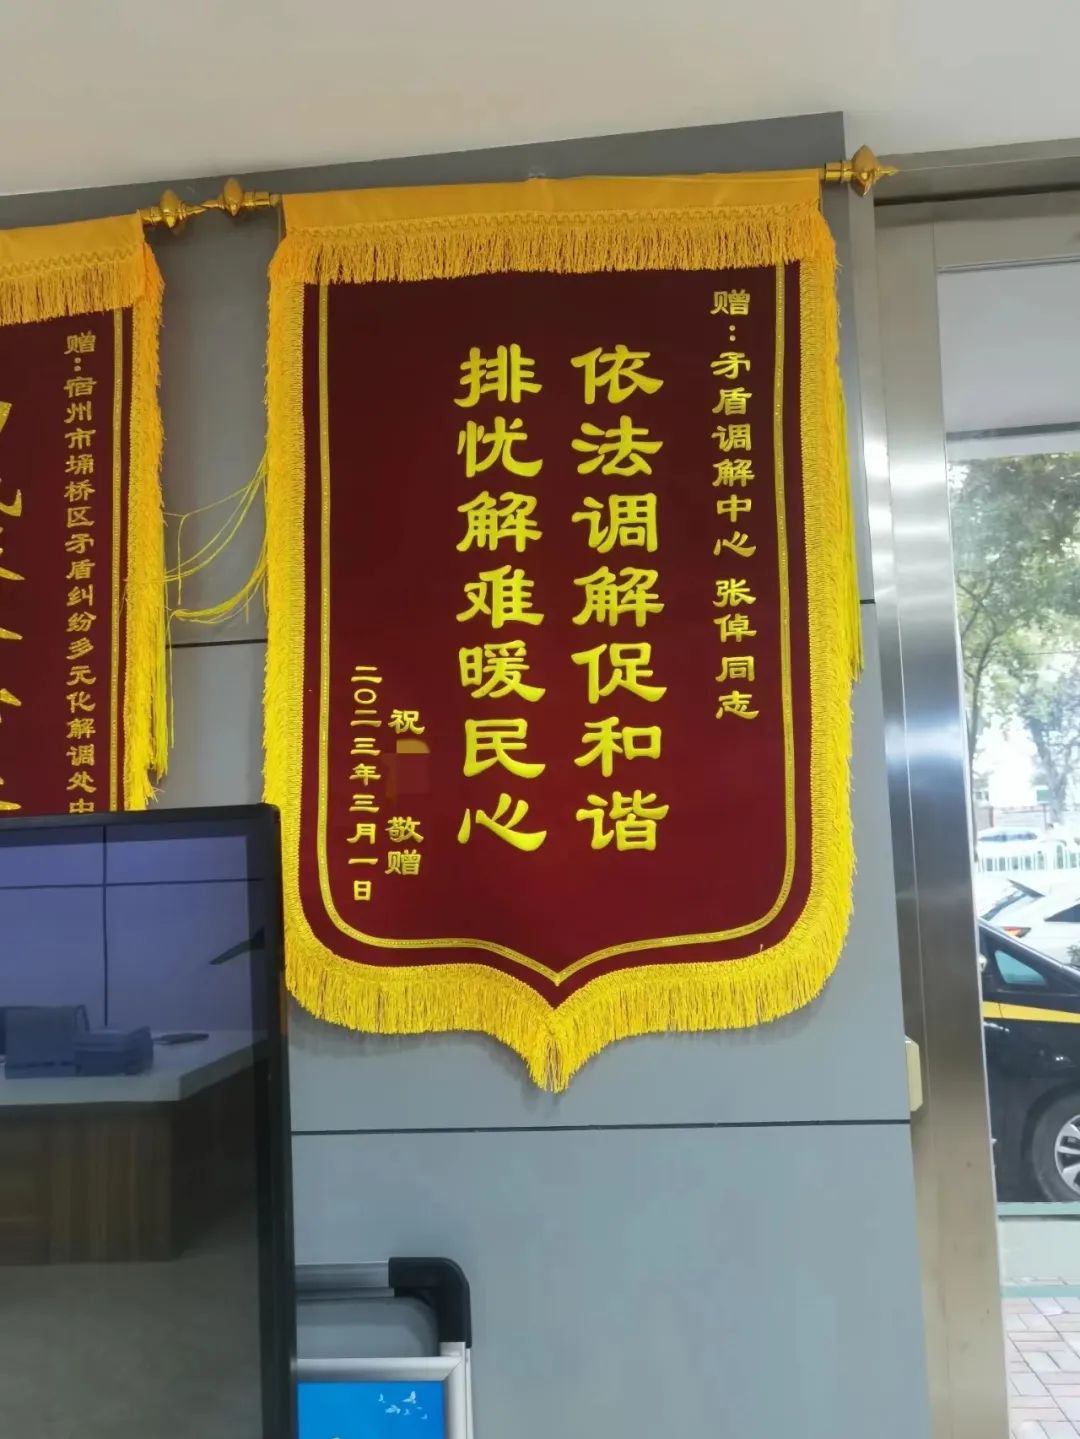 赠：矛盾调解中心 张倬同志
依法调解促和谐
排忧解难暖民心
祝 敬赠
二〇二三年三月一日
赠：宿州市埇桥区矛盾纠纷多元化解调处中